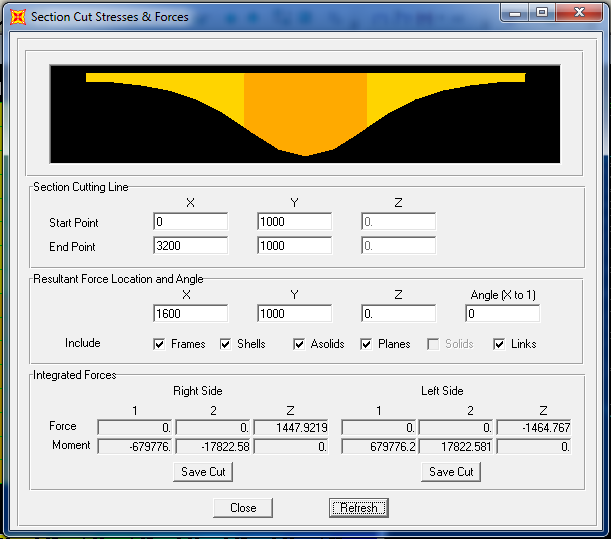 Section Cut Stresses & Forces
Section Cutting Line
X Y Z
Start Point 0 1000 0.
End Point 3200 1000 0.
Resultant Force Location and Angle
X Y Z Angle (X to 1)
1600 1000 0. 0
Include Frames Shells Asolids Planes Solids Links
Integrated Forces
Right Side Left Side
1 2 Z 1 2 Z
Force 0. 0. 1447.9219 0. 0. -1464.767
Moment -679776. -17822.58 0. 679776.2 17822.581 0.
Save Cut Save Cut
Close Refresh